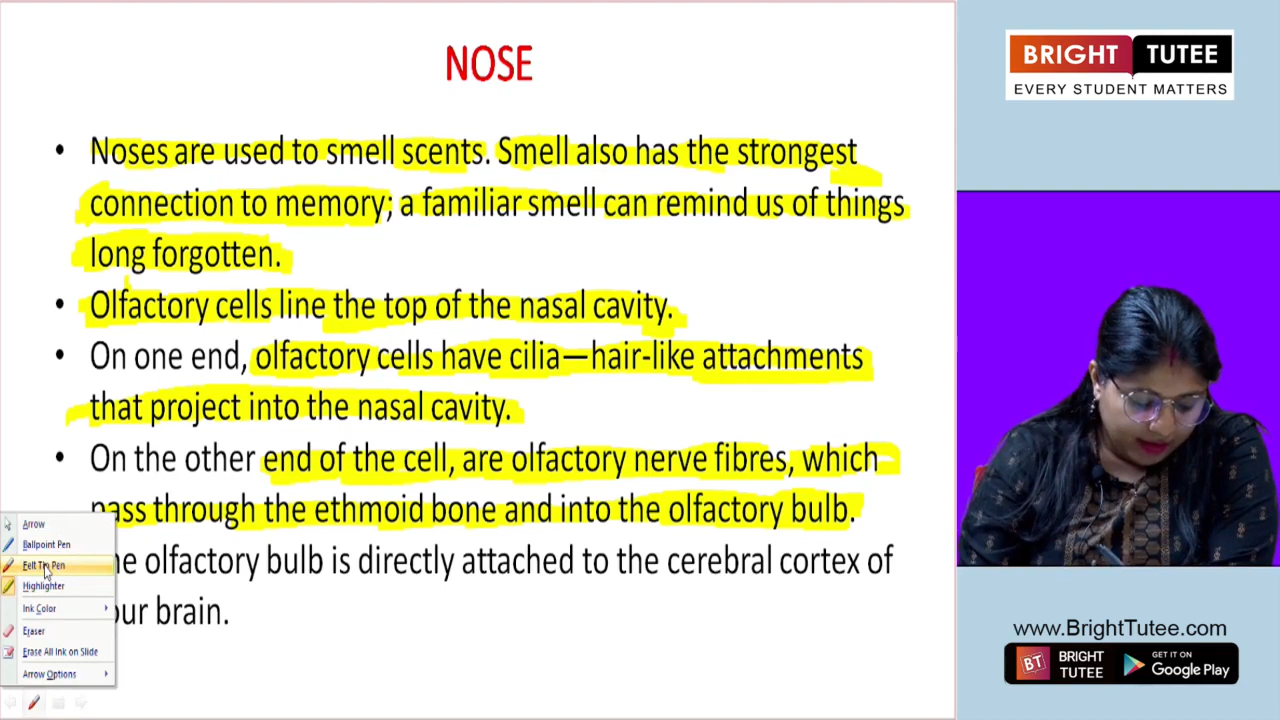 NOSE
• Noses are used to smell scents. Smell also has the strongest
connection to memory; a familiar smell can remind us of things
long forgotten.
• Olfactory cells line the top of the nasal cavity.
• On one end, olfactory cells have cilia—hair-like attachments
that project into the nasal cavity.
• On the other end of the cell, are olfactory nerve fibres, which
pass through the ethmoid bone and into the olfactory bulb.
olfactory bulb is directly attached to the cerebral cortex of
brain.
Arrow
Ballpoint Pen
Felt Tip Pen
Highlighter
Ink Color
Eraser
Erase All Ink on Slide
Arrow Options
BRIGHT TUTEE
EVERY STUDENT MATTERS
www.BrightTutee.com
BT
BRIGHT
TUTEE
GET IT ON
Google Play